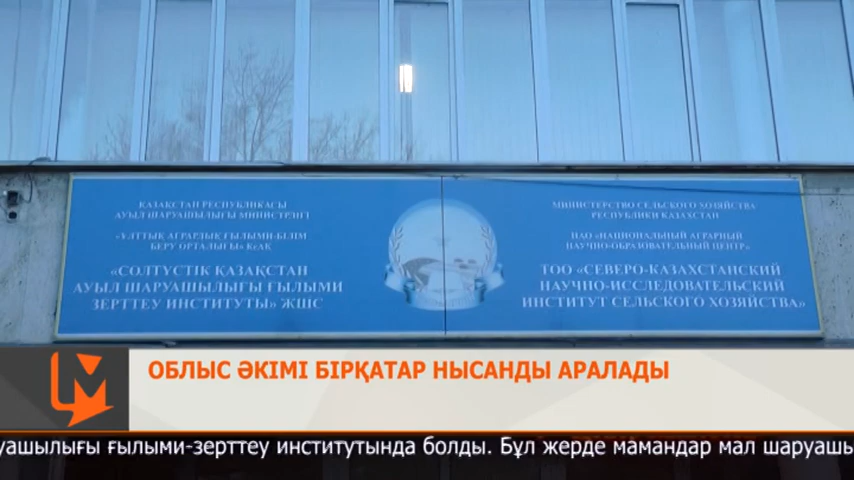 ҚАЗАҚСТАН РЕСПУБЛИКАСЫ
АУЫЛ ШАРУАШЫЛЫҒЫ МИНИСТРЛІГІ
«ҰЛТТЫҚ АГРАРЛЫҚ ҒЫЛЫМИ-БІЛІМ
БЕРУ ОРТАЛЫҒЫ» КеАҚ
«СОЛТҮСТІК ҚАЗАҚСТАН
АУЫЛ ШАРУАШЫЛЫҒЫ ҒЫЛЫМИ
ЗЕРТТЕУ ИНСТИТУТЫ» ЖШС
МИНИСТЕРСТВО СЕЛЬСКОГО ХОЗЯЙСТВА
РЕСПУБЛИКИ КАЗАХСТАН
НАО «НАЦИОНАЛЬНЫЙ АГРАРНЫЙ
НАУЧНО-ОБРАЗОВАТЕЛЬНЫЙ ЦЕНТР»
ТОО «СЕВЕРО-КАЗАХСТАНСКИЙ
НАУЧНО-ИССЛЕДОВАТЕЛЬСКИЙ
ИНСТИТУТ СЕЛЬСКОГО ХОЗЯЙСТВА»
ОБЛЫС ӘКІМІ БІРҚАТАР НЫСАНДЫ АРАЛАДЫ
уашылығы ғылыми-зерттеу институтында болды. Бұл жерде мамандар мал шаруашы